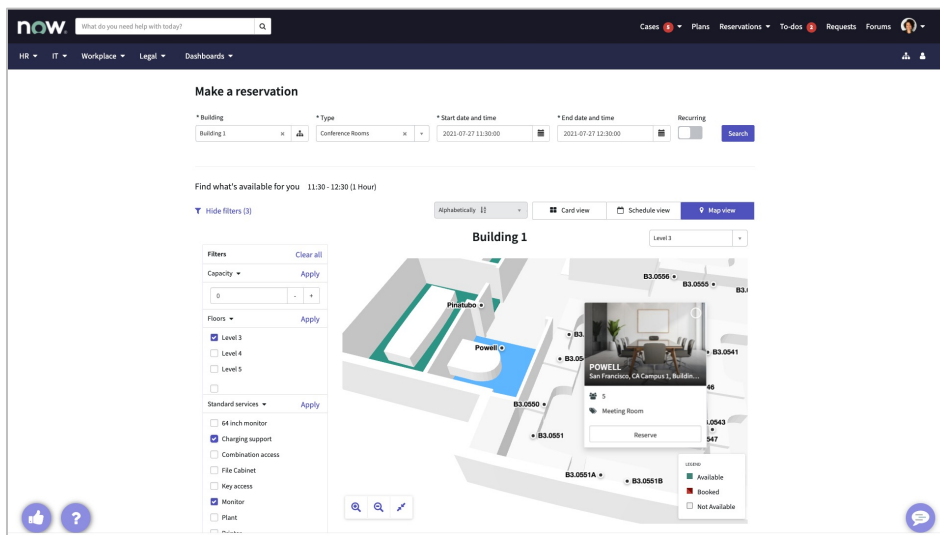 now.
What do you need help with today?
Cases 5 Plans Reservations To-dos 2 Requests Forums
HR IT Workplace Legal Dashboards
Make a reservation
* Building
Building 1
* Type
Conference Rooms
* Start date and time
2021-07-27 11:30:00
* End date and time
2021-07-27 12:30:00
Recurring
Search
Find what's available for you 11:30 - 12:30 (1 Hour)
Hide filters (3)
Alphabetically
Card view
Schedule view
Map view
Filters Clear all
Capacity Apply
0 - +
Floors Apply
Level 3
Level 4
Level 5
Standard services Apply
64 inch monitor
Charging support
Combination access
File Cabinet
Key access
Monitor
Plant
Building 1
Level 3
B3.0556
B3.0555
Pinatubo
Powell
B3.0541
B3.0550
B3.0551
B3.0551A
B3.0551B
POWELL
San Francisco, CA Campus 1, Buildin...
5
Meeting Room
Reserve
LEGEND
Available
Booked
Not Available
?